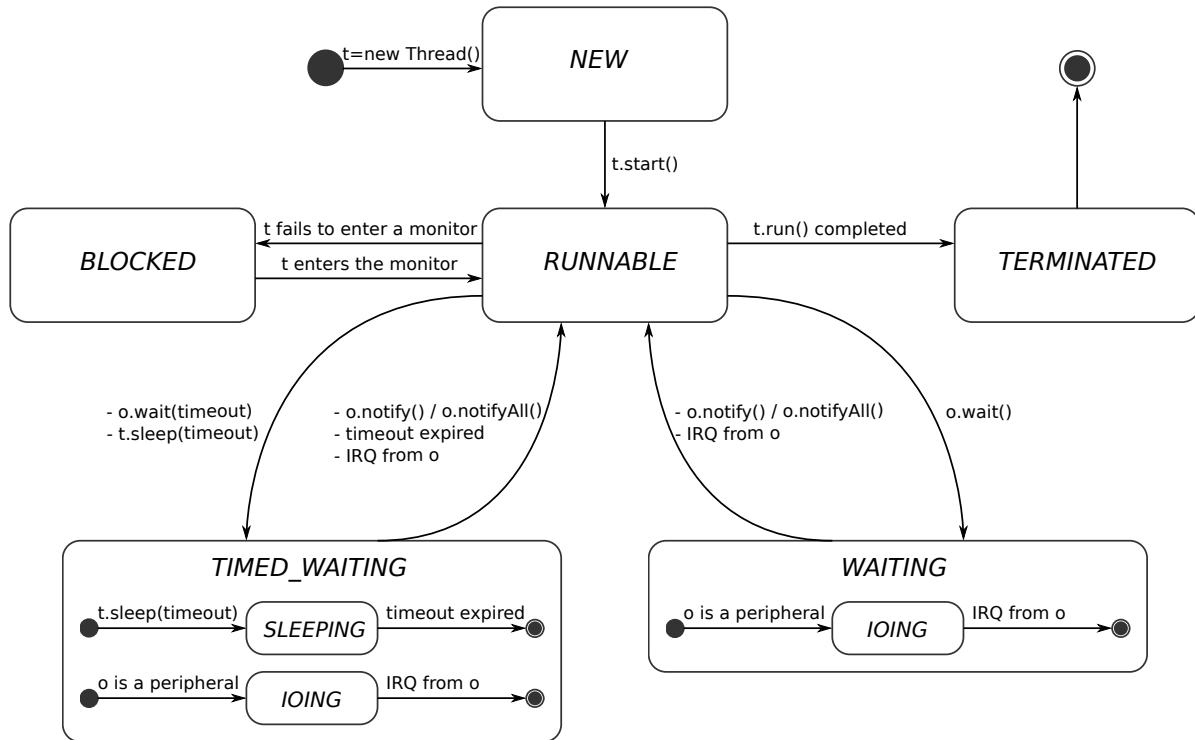 t=new Thread()
NEW
t.start()
BLOCKED
t fails to enter a monitor
t enters the monitor
RUNNABLE
t.run() completed
TERMINATED
- o.wait(timeout)
- t.sleep(timeout)
- o.notify() / o.notifyAll()
- timeout expired
- IRQ from o
- o.notify() / o.notifyAll()
- IRQ from o
o.wait()
TIMED_WAITING
t.sleep(timeout)
SLEEPING
timeout expired
o is a peripheral
IOING
IRQ from o
WAITING
o is a peripheral
IOING
IRQ from o